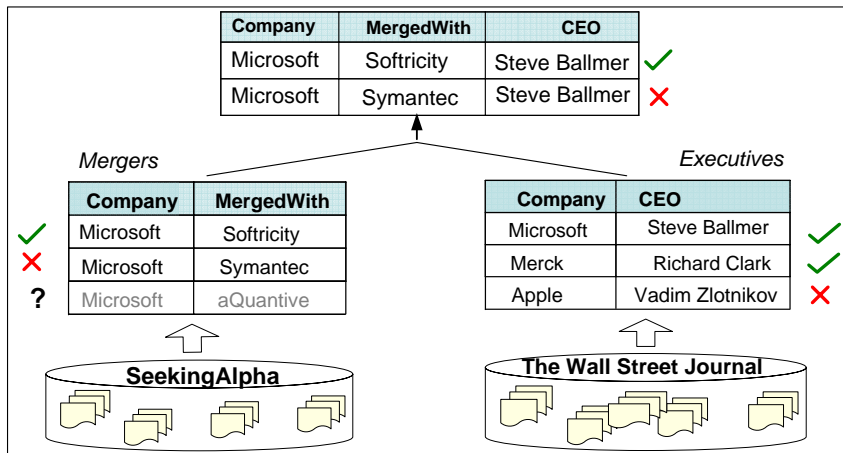 Company MergedWith CEO
Microsoft Softricity Steve Ballmer
Microsoft Symantec Steve Ballmer
Mergers
Executives
Company MergedWith
Microsoft Softricity
Microsoft Symantec
? Microsoft aQuantive
Company CEO
Microsoft Steve Ballmer
Merck Richard Clark
Apple Vadim Zlotnikov
SeekingAlpha
The Wall Street Journal